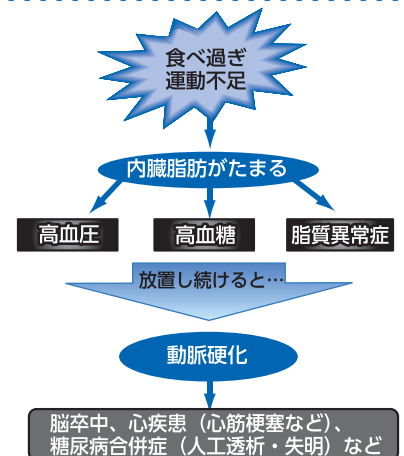 食べ過ぎ
運動不足
内臓脂肪がたまる
高血圧
高血糖
脂質異常症
放置し続けると…
動脈硬化
脳卒中、心疾患（心筋梗塞など）、
糖尿病合併症（人工透析・失明）など